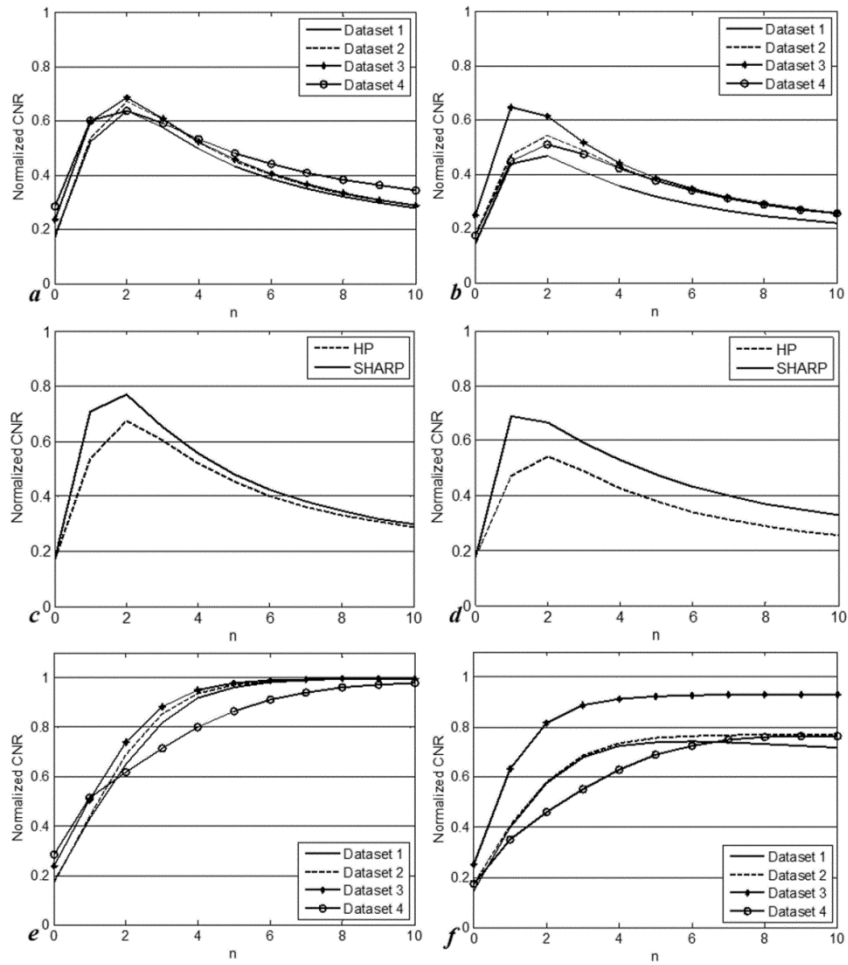 1
0.8
0.6
0.4
0.2
0
0 2 4 6 8 10
Normalized CNR
n
a
Dataset 1
Dataset 2
Dataset 3
Dataset 4
1
0.8
0.6
0.4
0.2
0
0 2 4 6 8 10
Normalized CNR
n
b
Dataset 1
Dataset 2
Dataset 3
Dataset 4
1
0.8
0.6
0.4
0.2
0
0 2 4 6 8 10
Normalized CNR
n
c
HP
SHARP
1
0.8
0.6
0.4
0.2
0
0 2 4 6 8 10
Normalized CNR
n
d
HP
SHARP
1
0.8
0.6
0.4
0.2
0
0 2 4 6 8 10
Normalized CNR
n
e
Dataset 1
Dataset 2
Dataset 3
Dataset 4
1
0.8
0.6
0.4
0.2
0
0 2 4 6 8 10
Normalized CNR
n
f
Dataset 1
Dataset 2
Dataset 3
Dataset 4